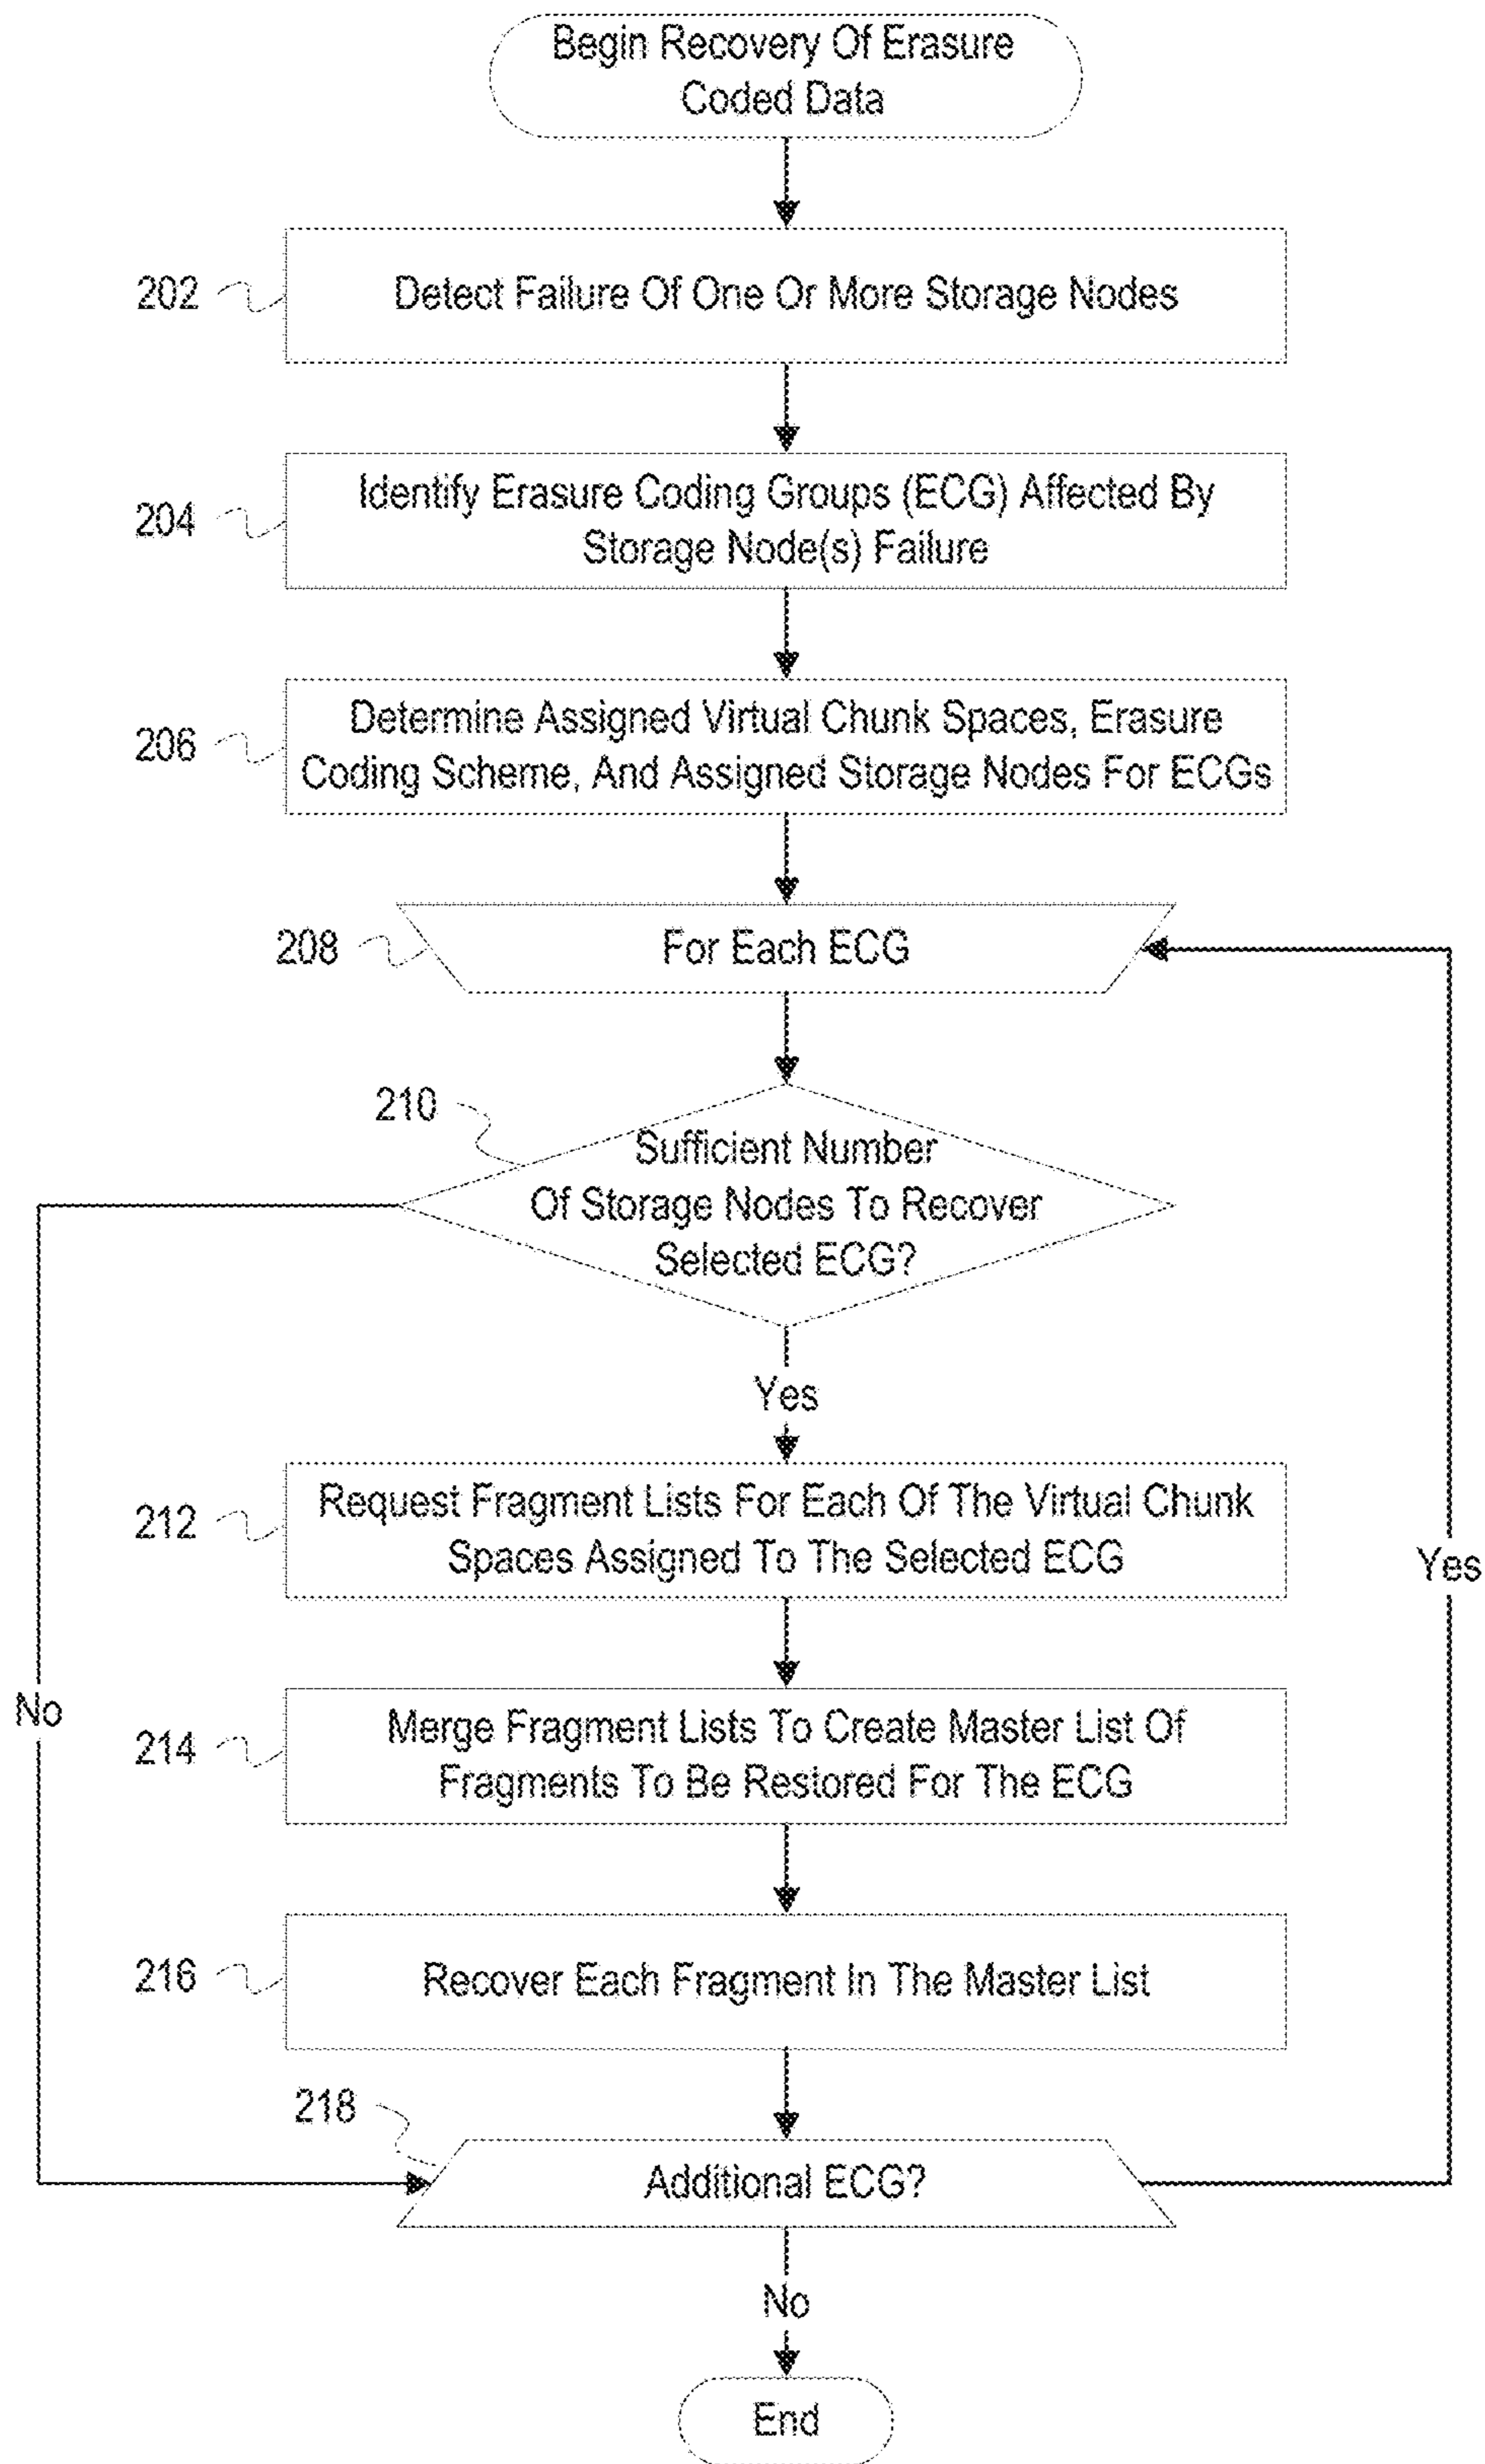 Begin Recovery Of Erasure
Coded Data
202
Detect Failure Of One Or More Storage Nodes
204
Identify Erasure Coding Groups (ECG) Affected By
Storage Node(s) Failure
206
Determine Assigned Virtual Chunk Spaces, Erasure
Coding Scheme, And Assigned Storage Nodes For ECGs
208
For Each ECG
210
Sufficient Number
Of Storage Nodes To Recover
Selected ECG?
Yes
212
Request Fragment Lists For Each Of The Virtual Chunk
Spaces Assigned To The Selected ECG
Yes
No
214
Merge Fragment Lists To Create Master List Of
Fragments To Be Restored For The ECG
216
Recover Each Fragment In The Master List
218
Additional ECG?
No
End